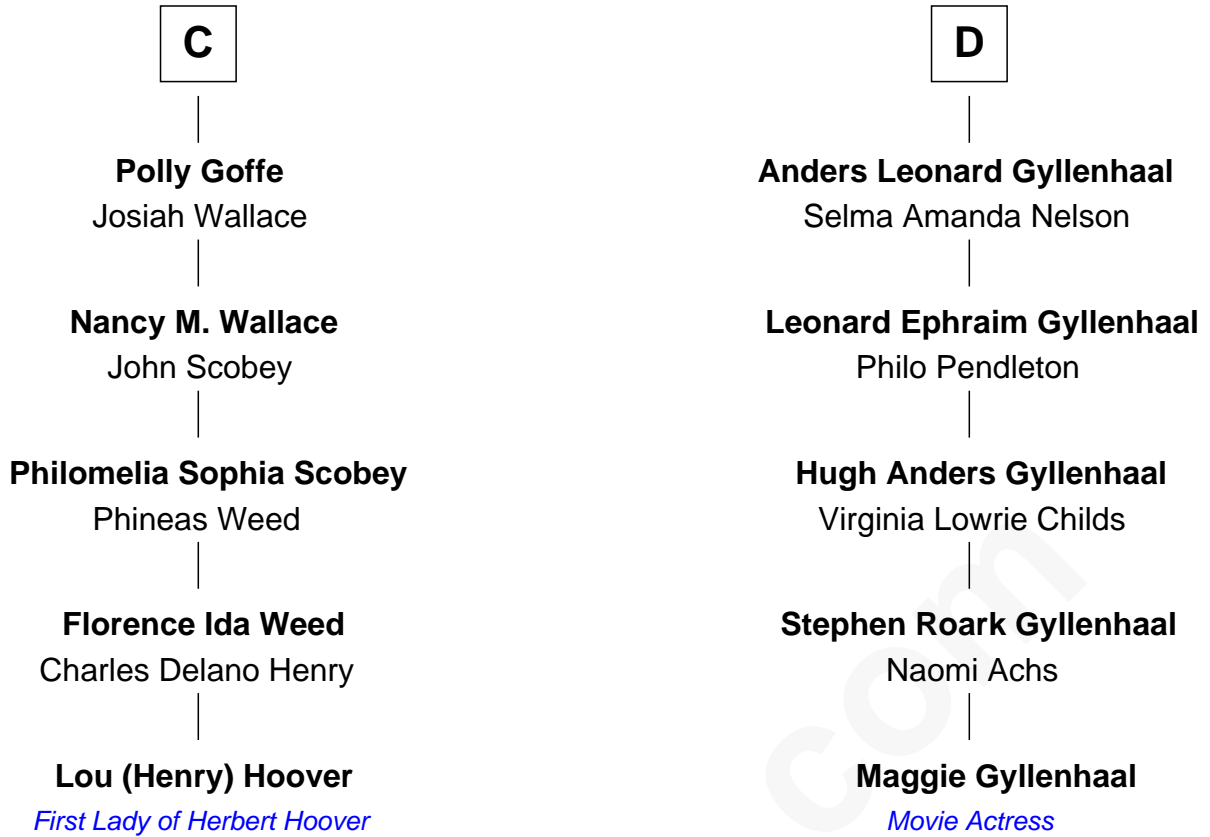 C
Polly Goffe
Josiah Wallace
Nancy M. Wallace
John Scobey
Philomelia Sophia Scobey
Phineas Weed
Florence Ida Weed
Charles Delano Henry
Lou (Henry) Hoover
First Lady of Herbert Hoover
D
Anders Leonard Gyllenhaal
Selma Amanda Nelson
Leonard Ephraim Gyllenhaal
Philo Pendleton
Hugh Anders Gyllenhaal
Virginia Lowrie Childs
Stephen Roark Gyllenhaal
Naomi Achs
Maggie Gyllenhaal
Movie Actress
com